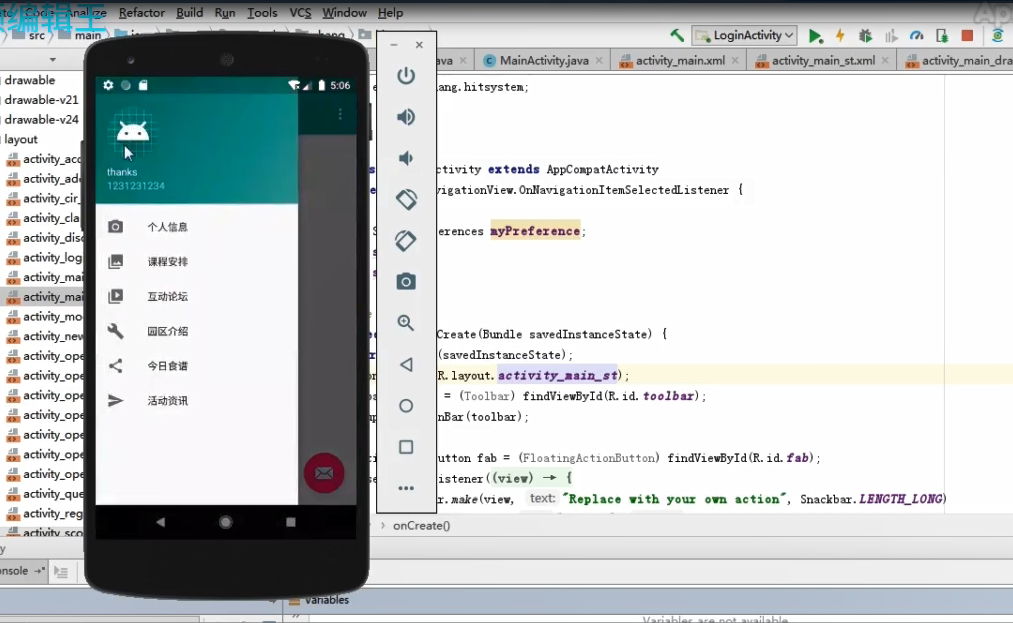 编辑王
Code Analyze Refactor Build Run Tools VCS Window Help
src main
LoginActivity
MainActivity.java activity_main.xml activity_main_st.xml activity_main_dra
drawable
drawable-v21
drawable-v24
layout
activity_acc
activity_ad
activity_cir_
activity_cla
activity_disc
activity_log
activity_mai
activity_mai
activity_mo
activity_new
activity_ope
activity_ope
activity_ope
activity_ope
activity_ope
activity_ope
activity_ope
activity_que
activity_reg
activity_sco
5:06
thanks
1231231234
个人信息
课程安排
互动论坛
园区介绍
今日食谱
活动资讯
ang.hitsystem;
ctivity extends AppCompatActivity
vigationView.OnNavigationItemSelectedListener {
erences myPreference;
Create(Bundle savedInstanceState) {
(savedInstanceState);
R.layout.activity_main_st);
= (Toolbar) findViewById(R.id.toolbar);
nBar(toolbar);
utton fab = (FloatingActionButton) findViewById(R.id.fab);
istener((view) → {
r.make(view, text: "Replace with your own action", Snackbar.LENGTH_LONG)
onCreate()
onsole
Variables
Variables are not available